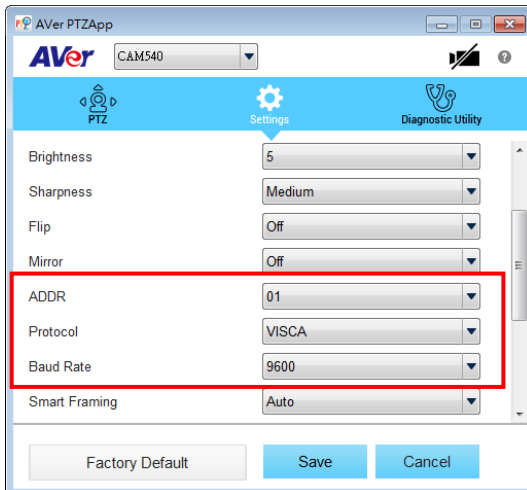 AVer PTZApp
AVer CAM540 ?
PTZ Settings Diagnostic Utility
Brightness 5
Sharpness Medium
Flip Off
Mirror Off
ADDR 01
Protocol VISCA
Baud Rate 9600
Smart Framing Auto
Factory Default Save Cancel